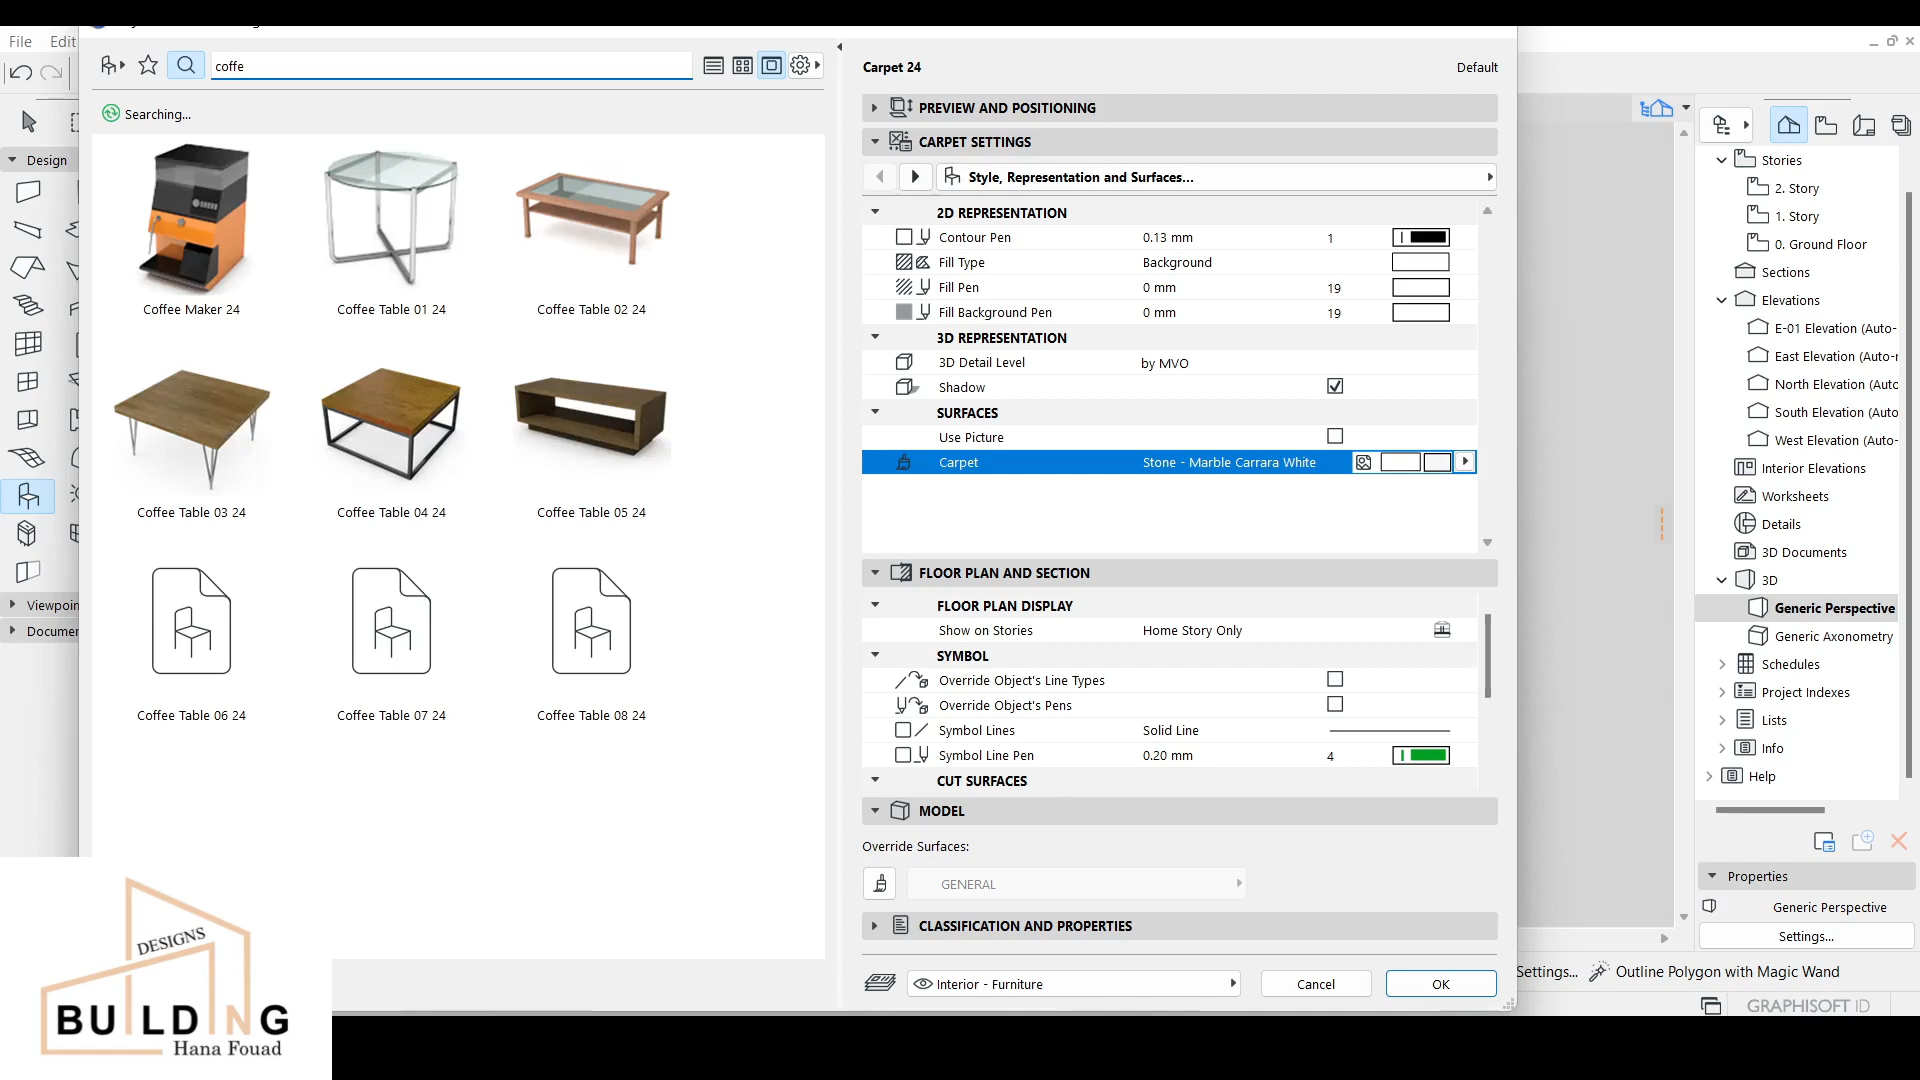 File Edit
coffe
Searching...
Design
Coffee Maker 24
Coffee Table 01 24
Coffee Table 02 24
Coffee Table 03 24
Coffee Table 04 24
Coffee Table 05 24
Coffee Table 06 24
Coffee Table 07 24
Coffee Table 08 24
Viewpoin
Documen
Carpet 24
Default
PREVIEW AND POSITIONING
CARPET SETTINGS
Style, Representation and Surfaces...
2D REPRESENTATION
Contour Pen 0.13 mm 1
Fill Type Background
Fill Pen 0 mm 19
Fill Background Pen 0 mm 19
3D REPRESENTATION
3D Detail Level by MVO
Shadow
SURFACES
Use Picture
Carpet Stone - Marble Carrara White
FLOOR PLAN AND SECTION
FLOOR PLAN DISPLAY
Show on Stories Home Story Only
SYMBOL
Override Object's Line Types
Override Object's Pens
Symbol Lines Solid Line
Symbol Line Pen 0.20 mm 4
CUT SURFACES
MODEL
Override Surfaces:
GENERAL
CLASSIFICATION AND PROPERTIES
Interior - Furniture
Cancel
OK
Stories
2. Story
1. Story
0. Ground Floor
Sections
Elevations
E-01 Elevation (Auto-
East Elevation (Auto-r
North Elevation (Auto
South Elevation (Auto
West Elevation (Auto-
Interior Elevations
Worksheets
Details
3D Documents
3D
Generic Perspective
Generic Axonometry
Schedules
Project Indexes
Lists
Info
Help
Properties
Generic Perspective
Settings...
Settings... Outline Polygon with Magic Wand
GRAPHISOFT ID
DESIGNS
BUILDING
Hana Fouad